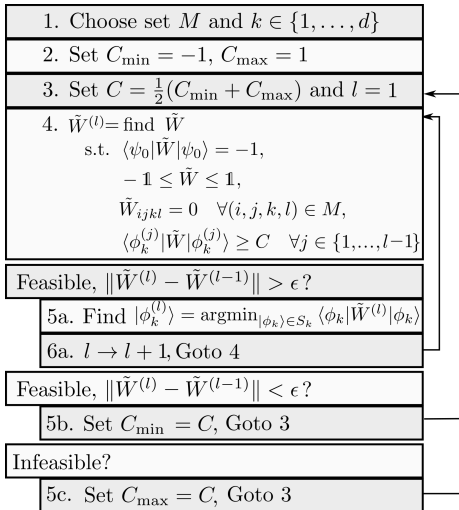 1. Choose set M and k ∈ {1, . . . , d}
2. Set C_min = −1, C_max = 1
3. Set C = ½(C_min + C_max) and l = 1
4. W̃^(l) = find W̃
s.t. ⟨ψ₀|W̃|ψ₀⟩ = −1,
− 𝟙 ≤ W̃ ≤ 𝟙,
W̃_ijkl = 0 ∀(i, j, k, l) ∈ M,
⟨ϕ_k^(j)|W̃|ϕ_k^(j)⟩ ≥ C ∀j ∈ {1,...,l−1}
Feasible, ‖W̃^(l) − W̃^(l−1)‖ > ϵ?
5a. Find |ϕ_k^(l)⟩ = argmin_{|ϕ_k⟩∈S_k} ⟨ϕ_k|W̃^(l)|ϕ_k⟩
6a. l → l + 1, Goto 4
Feasible, ‖W̃^(l) − W̃^(l−1)‖ < ϵ?
5b. Set C_min = C, Goto 3
Infeasible?
5c. Set C_max = C, Goto 3